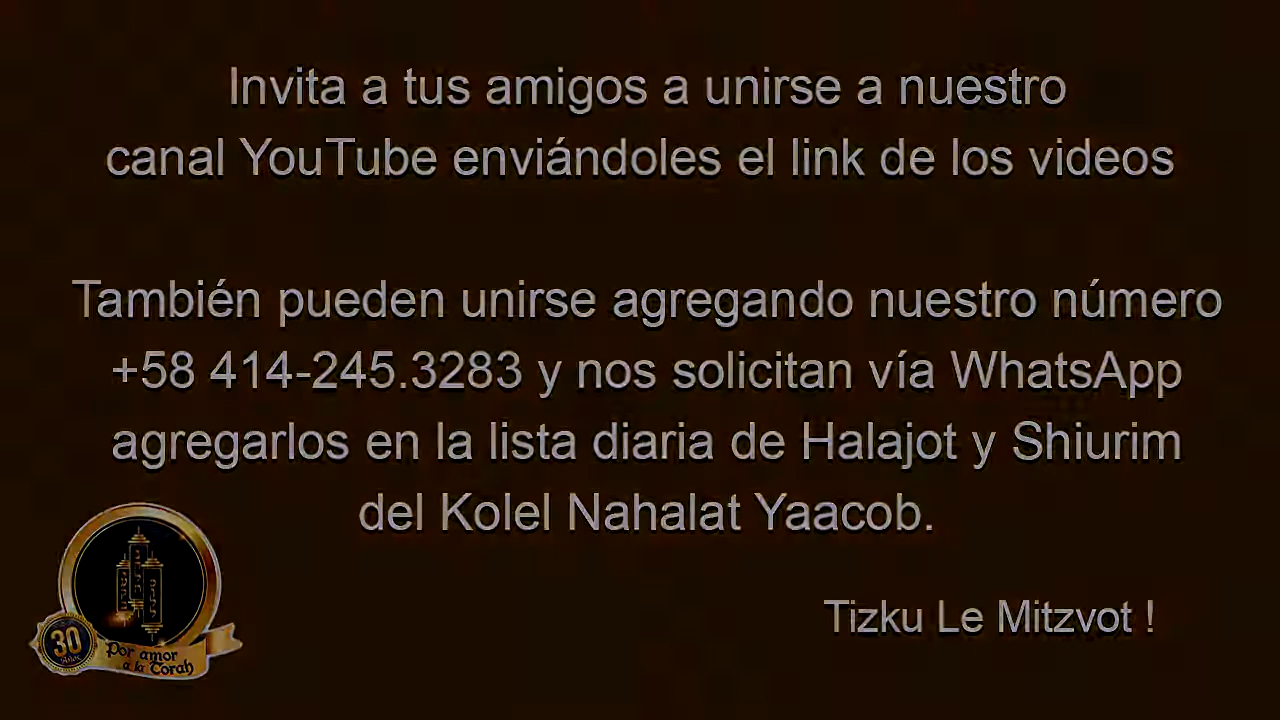 Invita a tus amigos a unirse a nuestro
canal YouTube enviándoles el link de los videos
También pueden unirse agregando nuestro número
+58 414-245.3283 y nos solicitan vía WhatsApp
agregarlos en la lista diaria de Halajot y Shiurim
del Kolel Nahalat Yaacob.
Tizku Le Mitzvot !
30
Años
Por amor
a la Torah